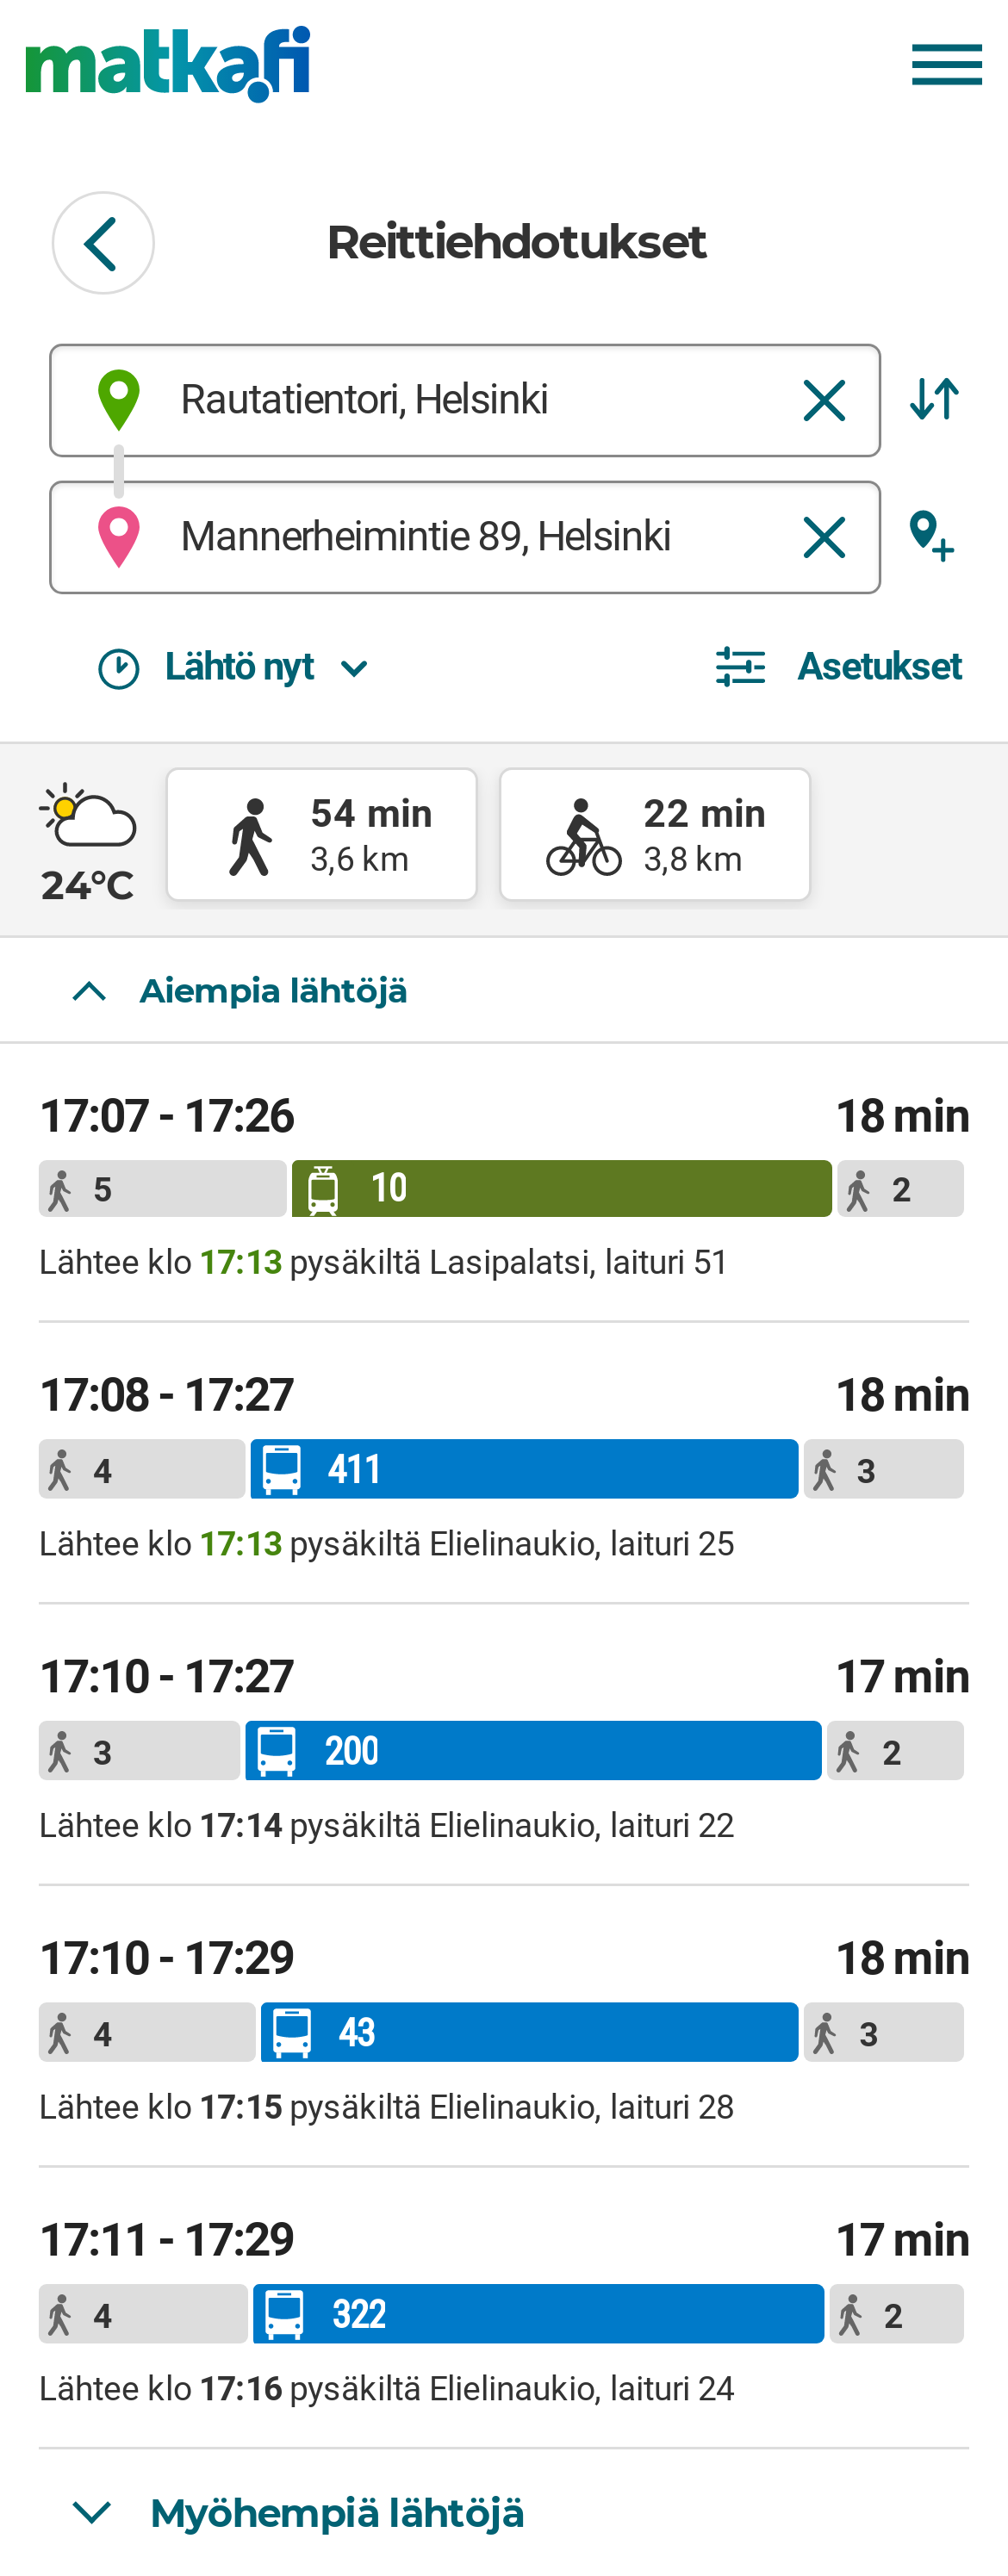 matka.fi
Reittiehdotukset
Rautatientori, Helsinki
Mannerheimintie 89, Helsinki
Lähtö nyt
Asetukset
24°C
54 min
3,6 km
22 min
3,8 km
Aiempia lähtöjä
17:07 - 17:26 18 min
5 10 2
Lähtee klo 17:13 pysäkiltä Lasipalatsi, laituri 51
17:08 - 17:27 18 min
4 411 3
Lähtee klo 17:13 pysäkiltä Elielinaukio, laituri 25
17:10 - 17:27 17 min
3 200 2
Lähtee klo 17:14 pysäkiltä Elielinaukio, laituri 22
17:10 - 17:29 18 min
4 43 3
Lähtee klo 17:15 pysäkiltä Elielinaukio, laituri 28
17:11 - 17:29 17 min
4 322 2
Lähtee klo 17:16 pysäkiltä Elielinaukio, laituri 24
Myöhempiä lähtöjä